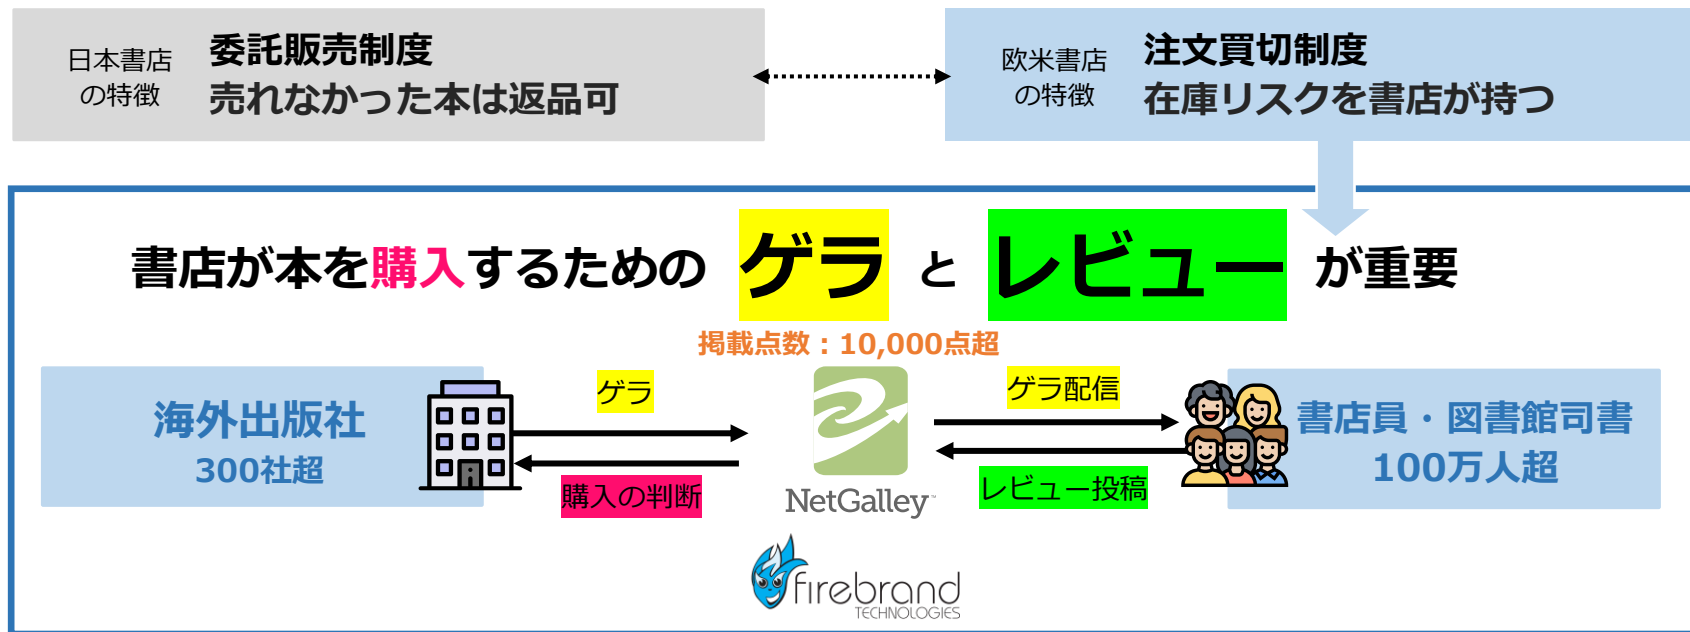 日本書店
の特徴
委託販売制度
売れなかった本は返品可
欧米書店
の特徴
注文買切制度
在庫リスクを書店が持つ
書店が本を購入するための ゲラ と レビュー が重要
掲載点数：10,000点超
海外出版社
300社超
ゲラ
購入の判断
NetGalley™
ゲラ配信
レビュー投稿
書店員・図書館司書
100万人超
firebrand
TECHNOLOGIES